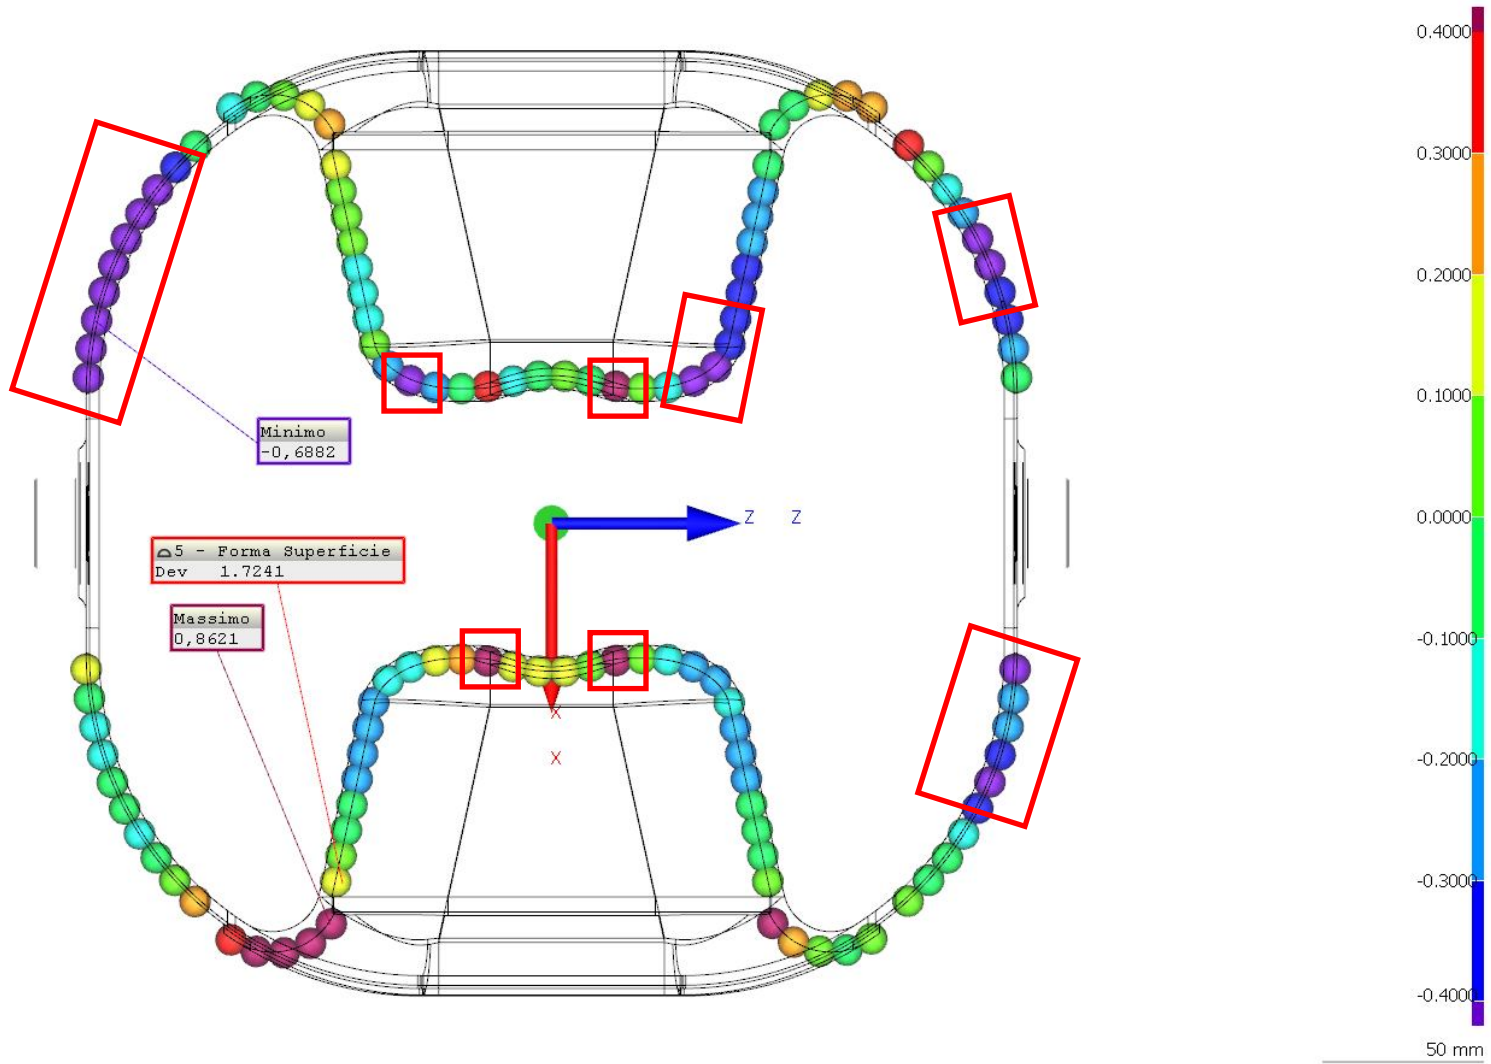 0.4000
0.3000
0.2000
0.1000
0.0000
-0.1000
-0.2000
-0.3000
-0.4000
50 mm
Minimo
-0,6882
Z Z
5 - Forma Superficie
Dev 1.7241
Massimo
0,8621
X
X